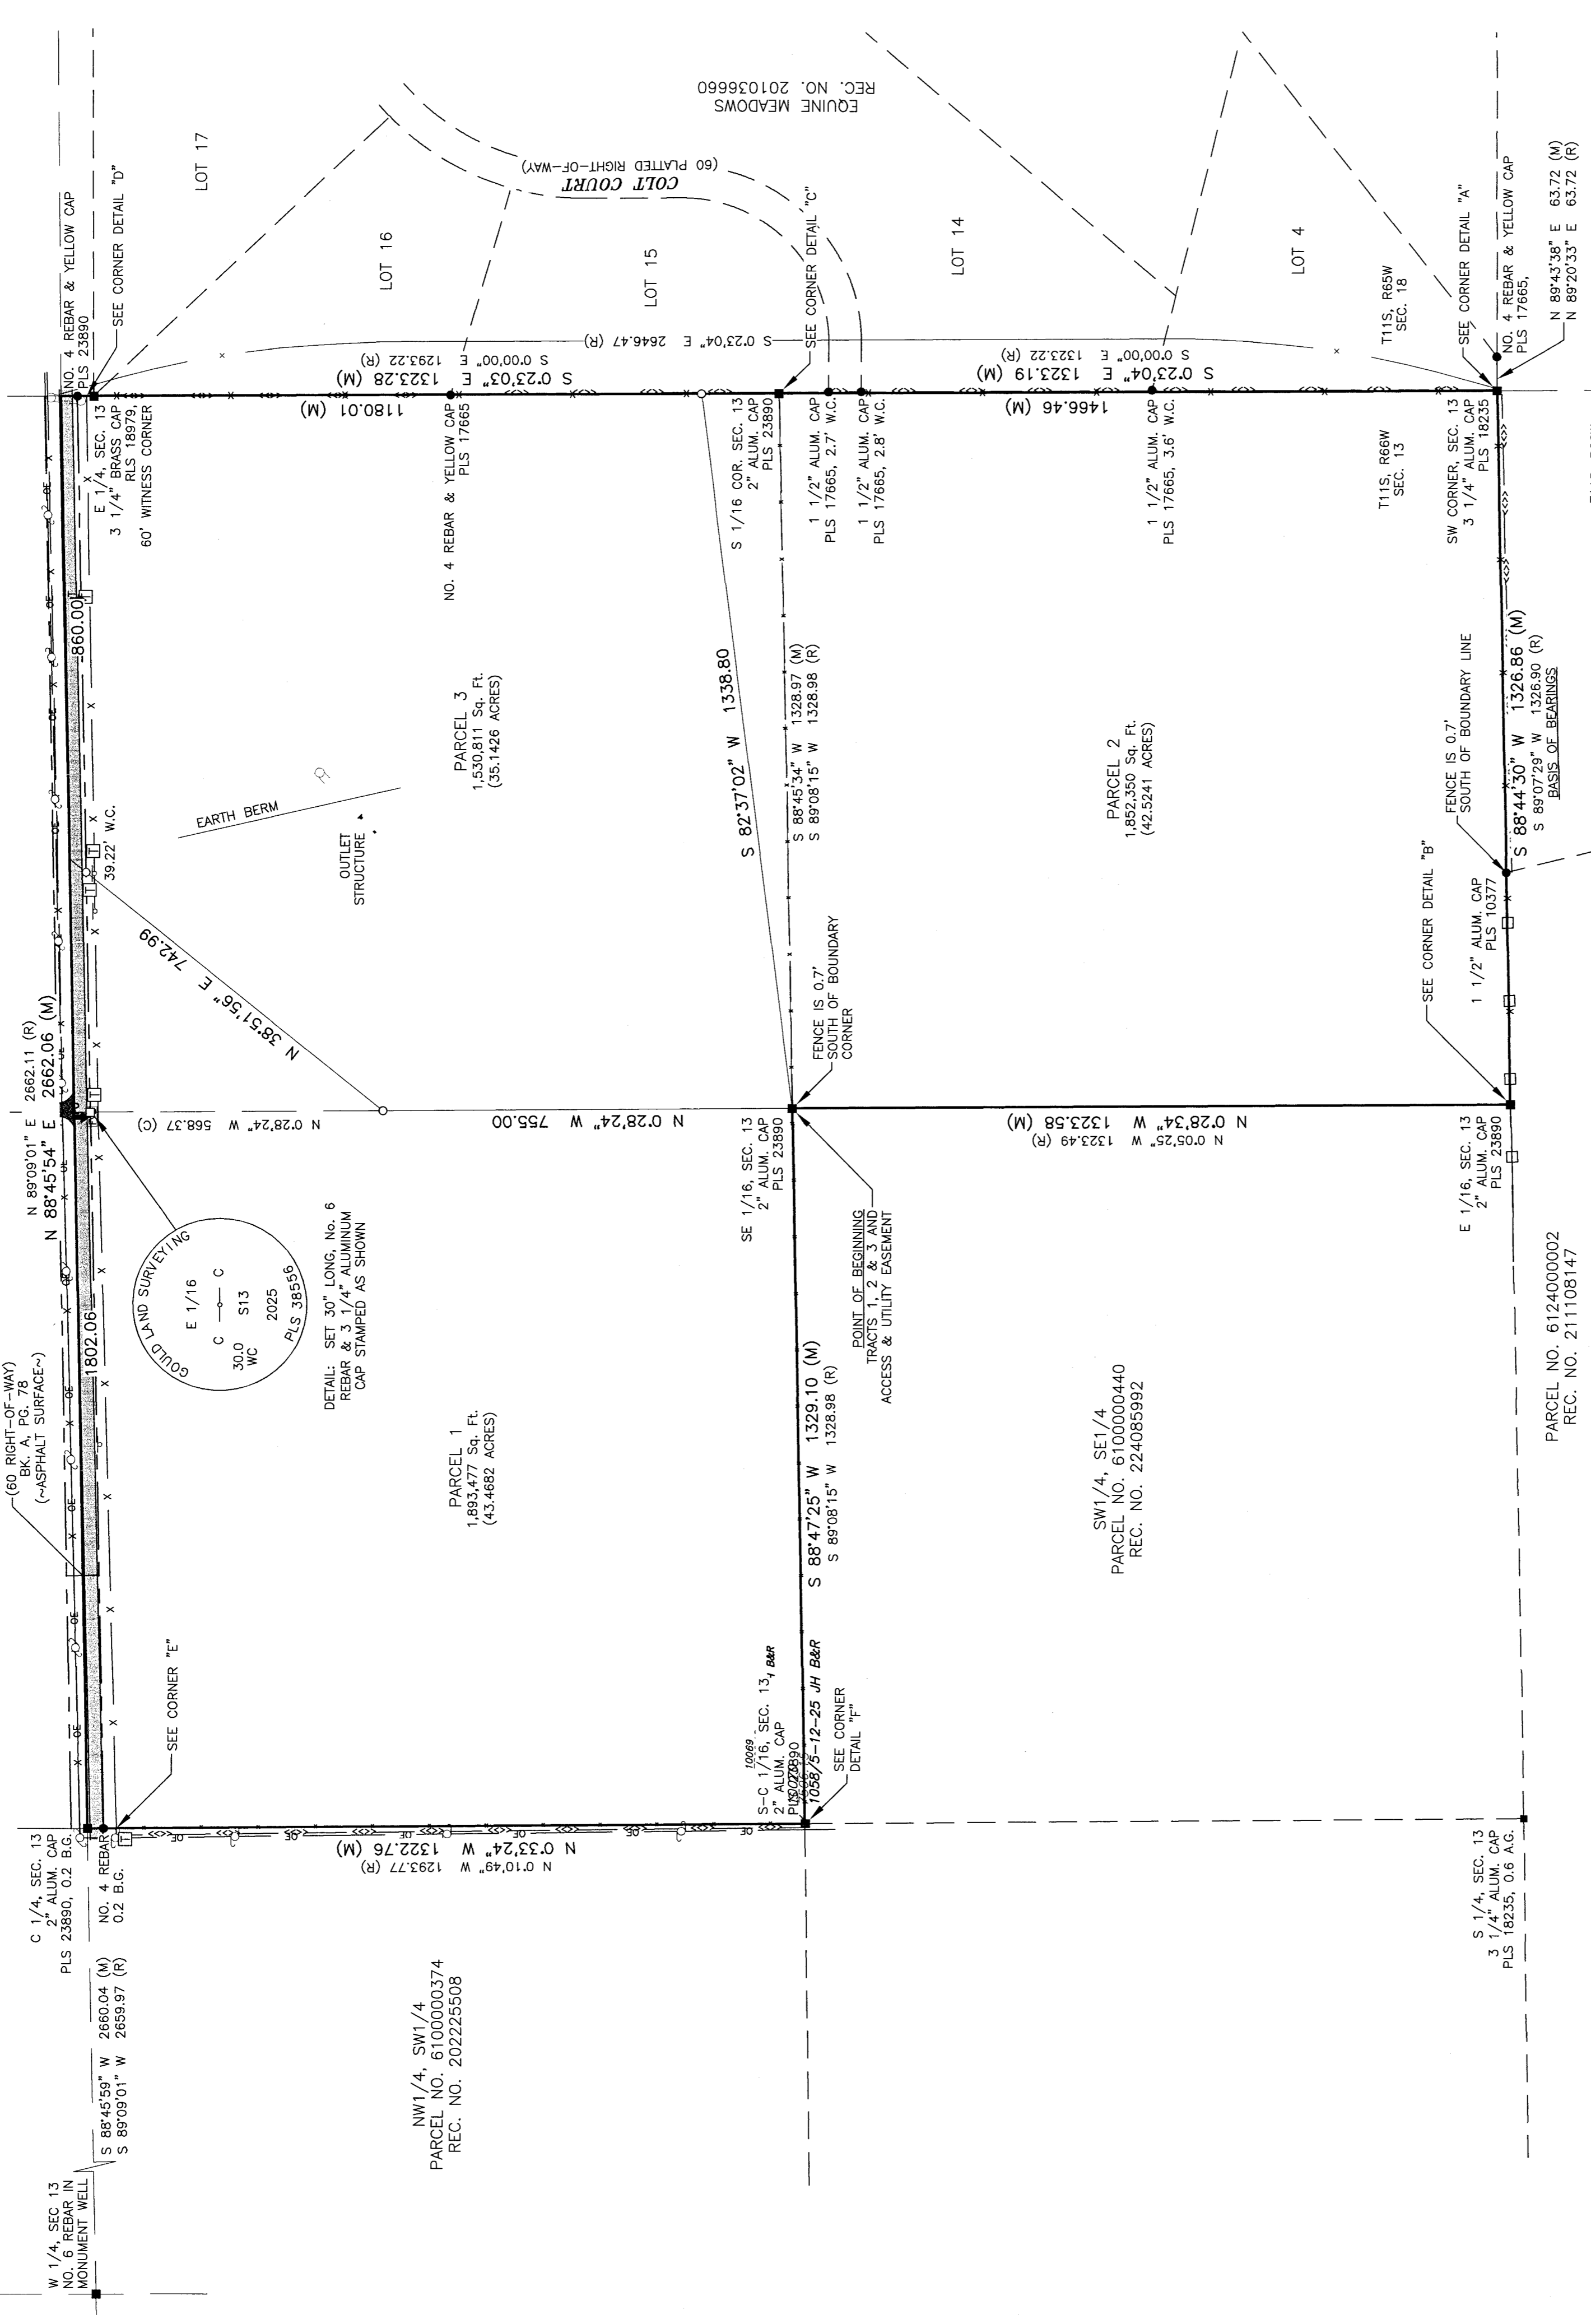 W 1/4, SEC 13
NO. 6 REBAR IN
MONUMENT WELL
S 88°45'59" W 2660.04 (M)
S 89°09'01" W 2659.97 (R)
C 1/4, SEC. 13
2" ALUM. CAP
PLS 23890, 0.2 B.G.
NO. 4 REBAR
0.2 B.G.
(60 RIGHT-OF-WAY)
BK. A, PG. 78
(~ASPHALT SURFACE~)
1802.06
N 89°09'01" E 2662.11 (R)
N 88°45'54" E 2662.06 (M)
860.00
39.22' W.C.
NO. 4 REBAR & YELLOW CAP
PLS 23890
SEE CORNER DETAIL "D"
E 1/4, SEC. 13
3 1/4" BRASS CAP
RLS 18979,
60' WITNESS CORNER
SEE CORNER "E"
GOULD LAND SURVEYING
E 1/16
C C
S13
30.0
WC
2025
PLS 38556
DETAIL: SET 30" LONG, No. 6
REBAR & 3 1/4" ALUMINUM
CAP STAMPED AS SHOWN
N 0°28'24" W 568.37 (C)
N 38°51'56" E 742.99
N 0°28'24" W 755.00
EARTH BERM
OUTLET
STRUCTURE
PARCEL 3
1,530,811 Sq. Ft.
(35.1426 ACRES)
PARCEL 1
1,893,477 Sq. Ft.
(43.4682 ACRES)
NW1/4, SW1/4
PARCEL NO. 6100000374
REC. NO. 202225508
N 0°33'24" W 1322.76 (M)
N 0°10'49" W 1293.77 (R)
S 0°23'03" E 1323.28 (M)
S 0°00'00" E 1293.22 (R)
1180.01 (M)
NO. 4 REBAR & YELLOW CAP
PLS 17665
LOT 17
LOT 16
LOT 15
COLT COURT
(60 PLATTED RIGHT-OF-WAY)
EQUINE MEADOWS
REC. NO. 201036660
S 0°23'04" E 2646.47 (R)
SEE CORNER DETAIL "C"
S 1/16 COR. SEC. 13
2" ALUM. CAP
PLS 23890
1 1/2" ALUM. CAP
PLS 17665, 2.7' W.C.
1 1/2" ALUM. CAP
PLS 17665, 2.8' W.C.
S 82°37'02" W 1338.80
S 88°45'34" W 1328.97 (M)
S 89°08'15" W 1328.98 (R)
SE 1/16, SEC. 13
2" ALUM. CAP
PLS 23890
FENCE IS 0.7'
SOUTH OF BOUNDARY
CORNER
POINT OF BEGINNING
TRACTS 1, 2 & 3 AND
ACCESS & UTILITY EASEMENT
S 88°47'25" W 1329.10 (M)
S 89°08'15" W 1328.98 (R)
S-C 1/16, SEC. 13
2" ALUM. CAP
10069
B&R
1058/5-12-25 JH B&R
SEE CORNER
DETAIL "F"
LOT 14
LOT 4
S 0°23'04" E 1323.19 (M)
S 0°00'00" E 1323.22 (R)
1466.46 (M)
1 1/2" ALUM. CAP
PLS 17665, 3.6' W.C.
PARCEL 2
1,852,350 Sq. Ft.
(42.5241 ACRES)
N 0°28'34" W 1323.58 (M)
N 0°05'25" W 1323.49 (R)
SW1/4, SE1/4
PARCEL NO. 6100000440
REC. NO. 224085992
T11S, R65W
SEC. 18
T11S, R66W
SEC. 13
SEE CORNER DETAIL "A"
NO. 4 REBAR & YELLOW CAP
PLS 17665,
N 89°43'38" E 63.72 (M)
N 89°20'33" E 63.72 (R)
SW CORNER, SEC. 13
3 1/4" ALUM. CAP
PLS 18235
FENCE IS 0.7'
SOUTH OF BOUNDARY LINE
S 88°44'30" W 1326.86 (M)
S 89°07'29" W 1326.90 (R)
BASIS OF BEARINGS
SEE CORNER DETAIL "B"
1 1/2" ALUM. CAP
PLS 10377
E 1/16, SEC. 13
2" ALUM. CAP
PLS 23890
PARCEL NO. 6124000002
REC. NO. 211108147
S 1/4, SEC. 13
3 1/4" ALUM. CAP
PLS 18235, 0.6 A.G.